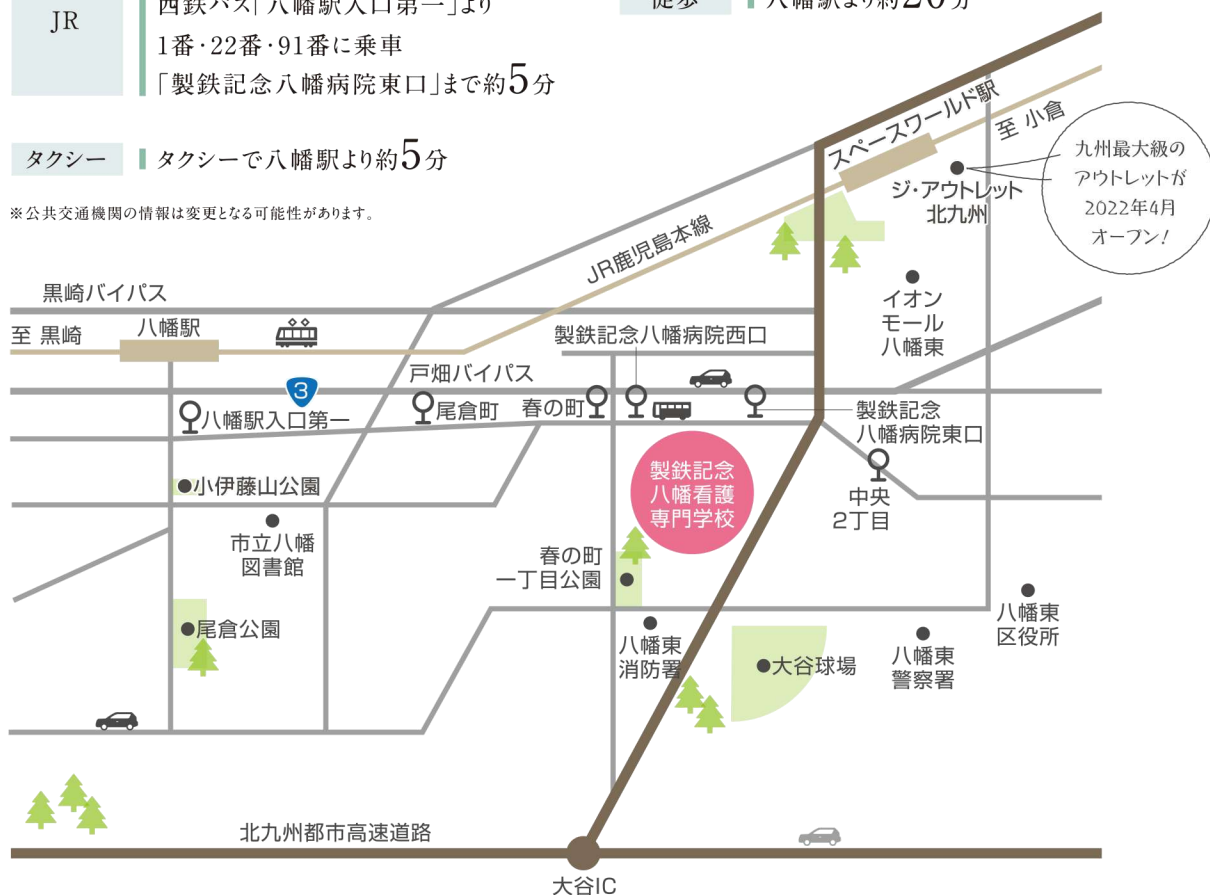 JR
西鉄バス「八幡駅入口第一」より
1番・22番・91番に乗車
「製鉄記念八幡病院東口」まで約5分
徒歩
八幡駅より約20分
タクシー
タクシーで八幡駅より約5分
※公共交通機関の情報は変更となる可能性があります。
スペースワールド駅
至 小倉
九州最大級の
アウトレットが
2022年4月
オープン!
ジ・アウトレット
北九州
JR鹿児島本線
イオン
モール
八幡東
黒崎バイパス
至 黒崎
八幡駅
製鉄記念八幡病院西口
3
戸畑バイパス
八幡駅入口第一
尾倉町
春の町
製鉄記念
八幡病院東口
小伊藤山公園
製鉄記念
八幡看護
専門学校
中央
2丁目
市立八幡
図書館
春の町
一丁目公園
尾倉公園
八幡東
消防署
大谷球場
八幡東
警察署
八幡東
区役所
北九州都市高速道路
大谷IC